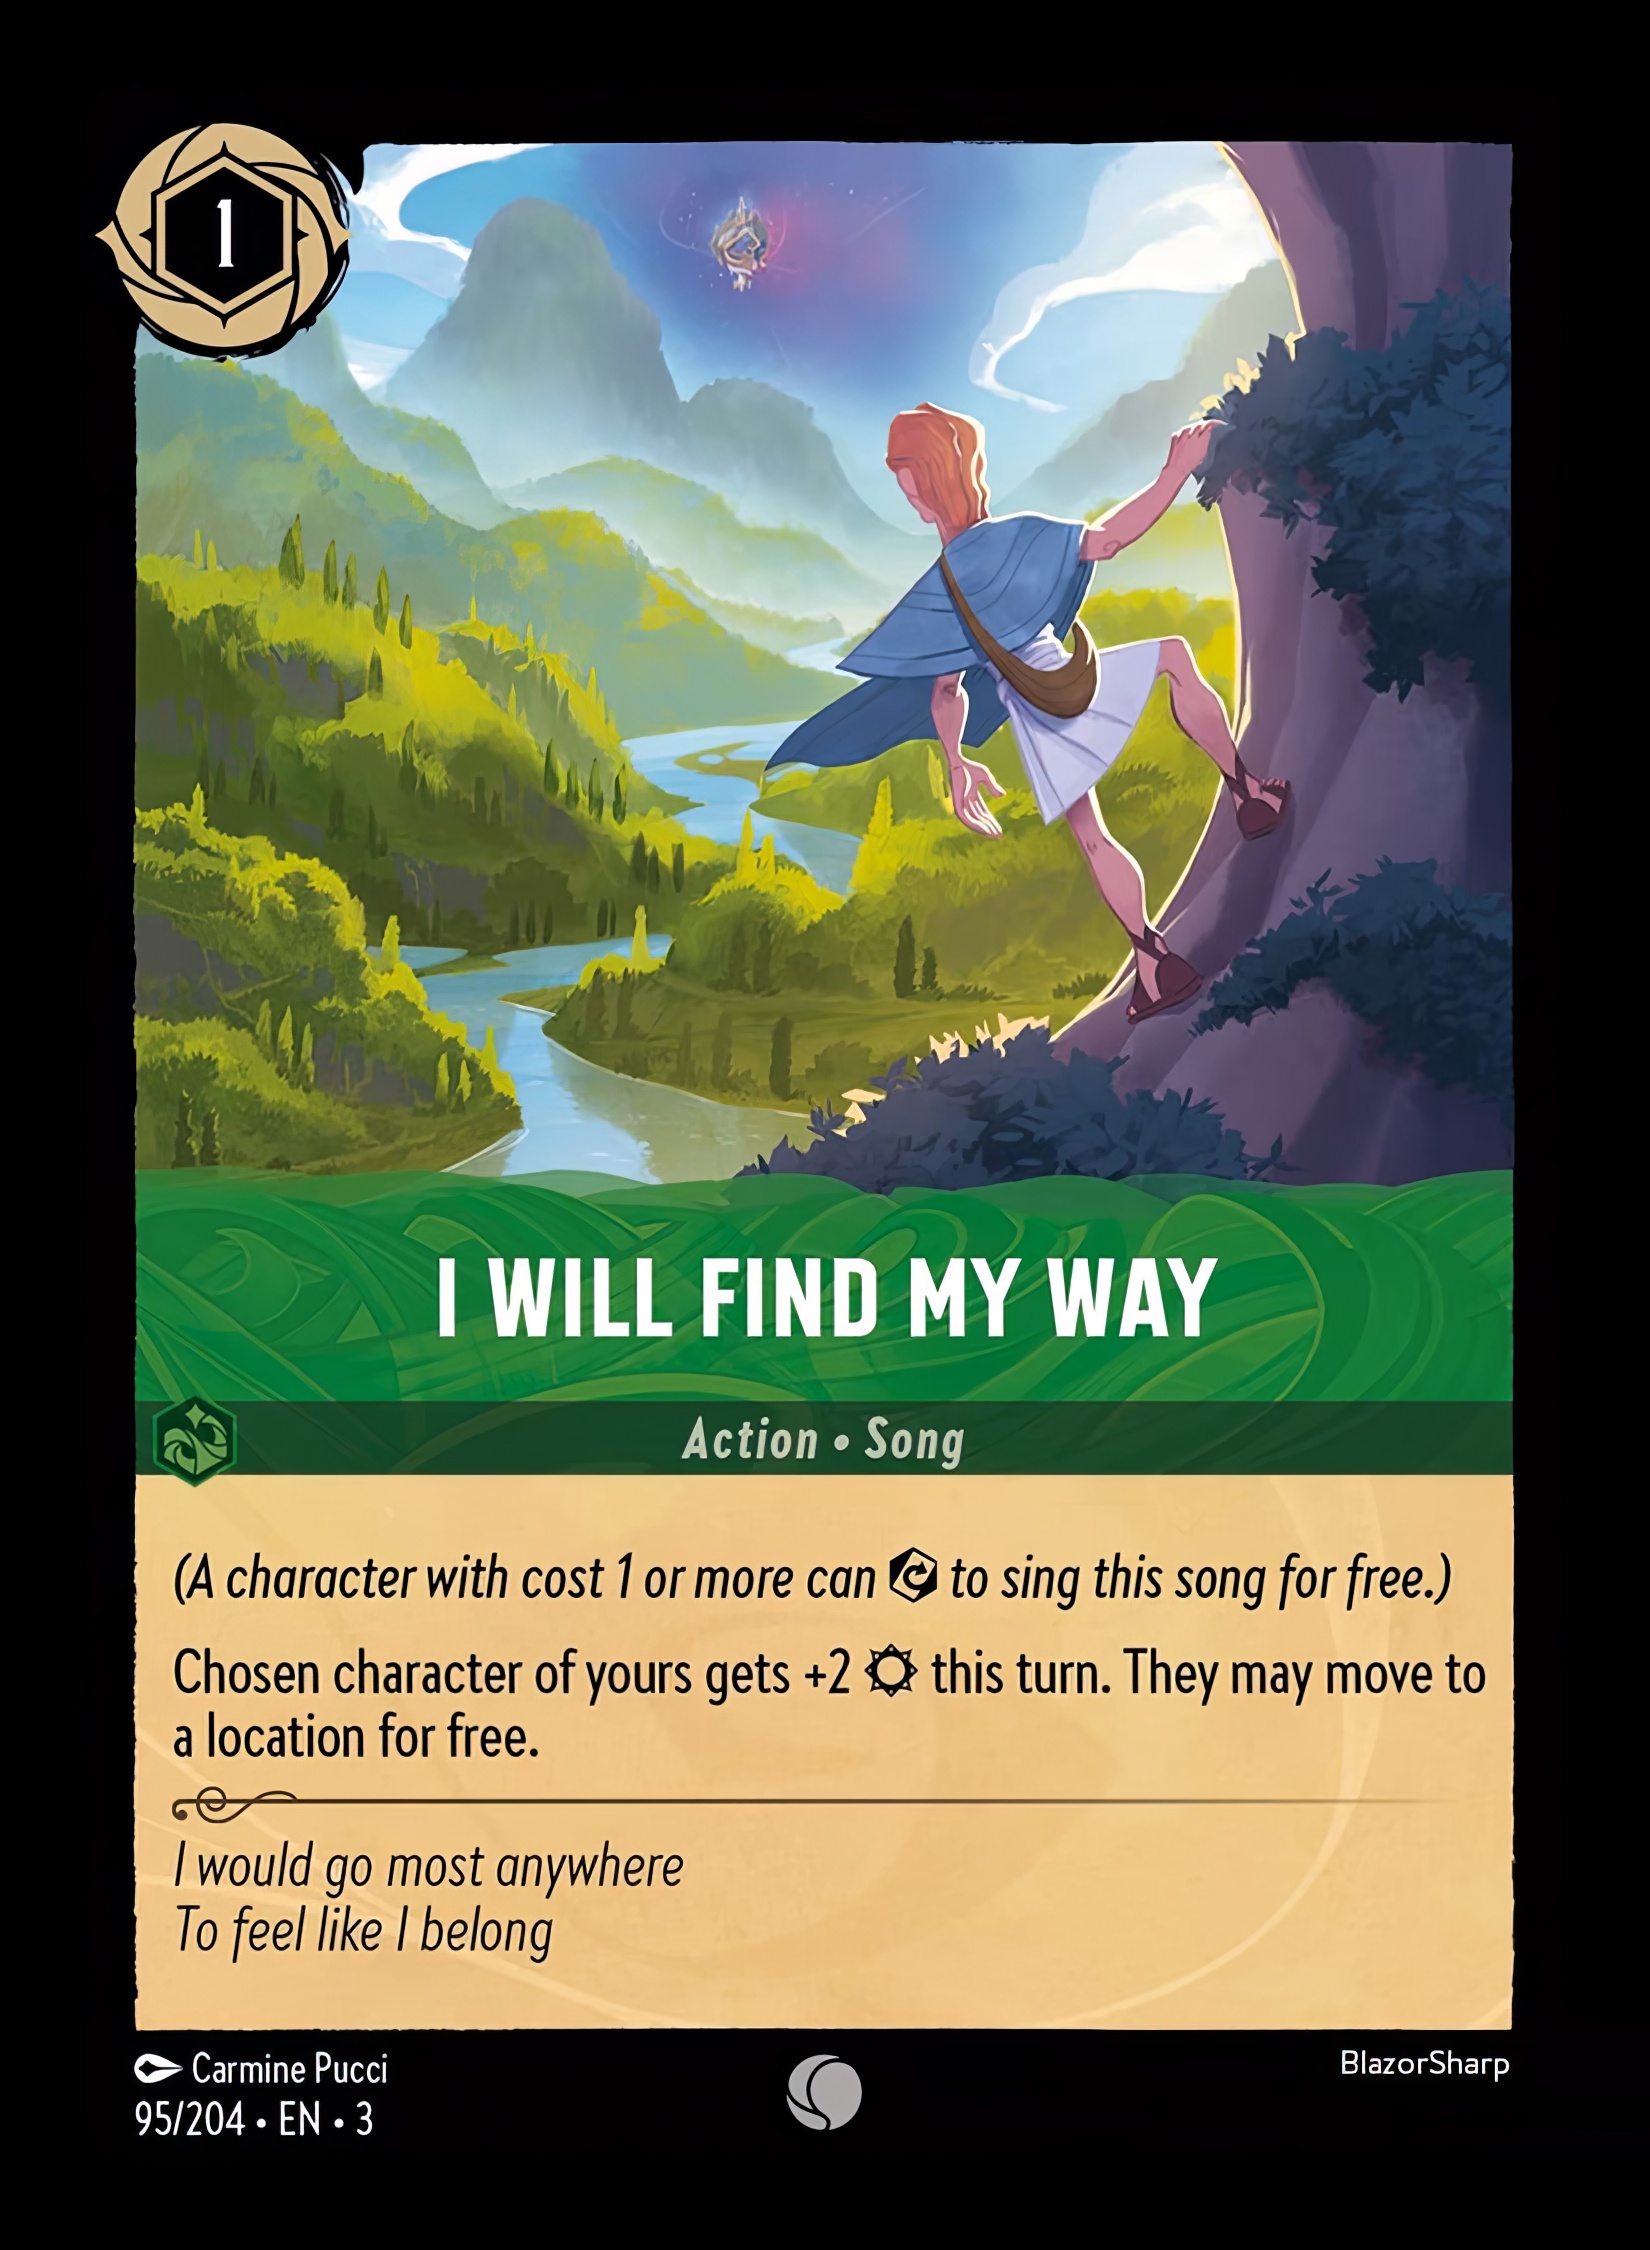 1
I WILL FIND MY WAY
Action • Song
(A character with cost 1 or more can to sing this song for free.)
Chosen character of yours gets +2 this turn. They may move to
a location for free.
I would go most anywhere
To feel like I belong
Carmine Pucci
BlazorSharp
95/204 • EN • 3